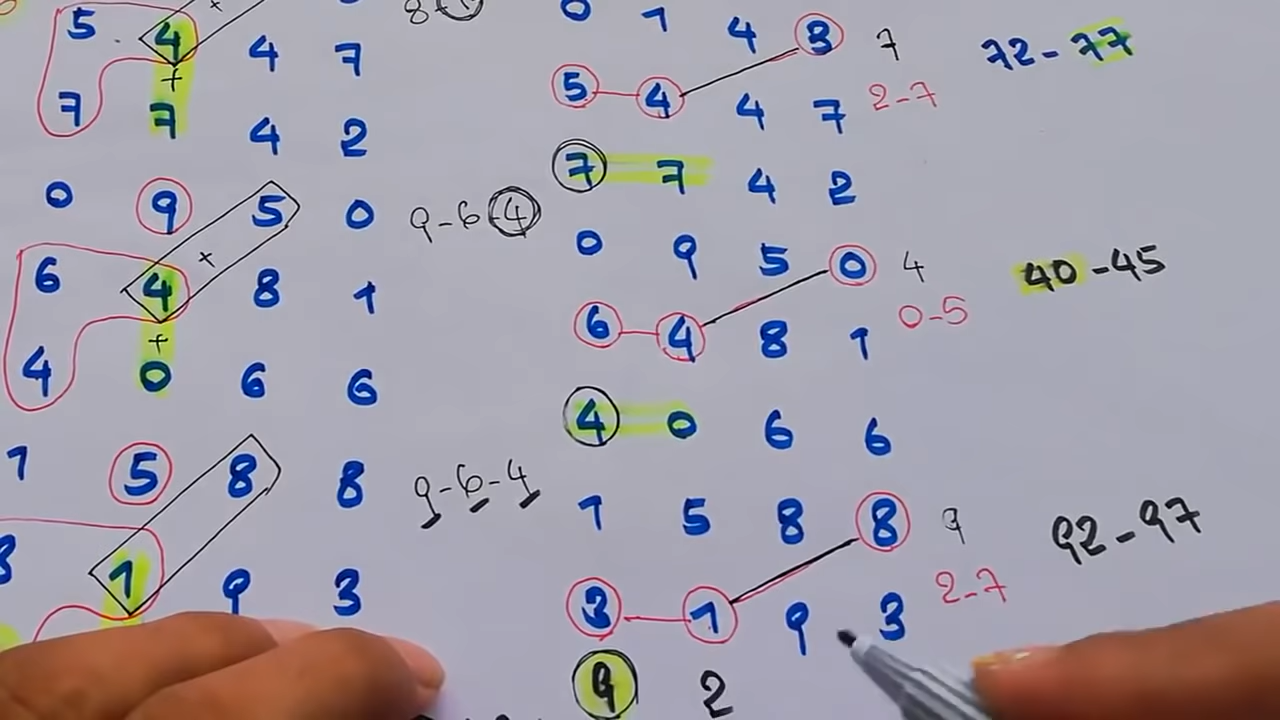 5 4 4 7
7 + 7 4 2
0 9 5 0 9-6-4
6 4 + 8 1
4 + 0 6 6
1 5 8 8 9-6-4
3 1 9 3
0 1 4 3 7 72-77
5 4 4 7 2-7
7 7 4 2
0 9 5 0 4 40-45
6 4 8 1 0-5
4 0 6 6
1 5 8 8 9 92-97
3 1 9 3 2-7
9 2